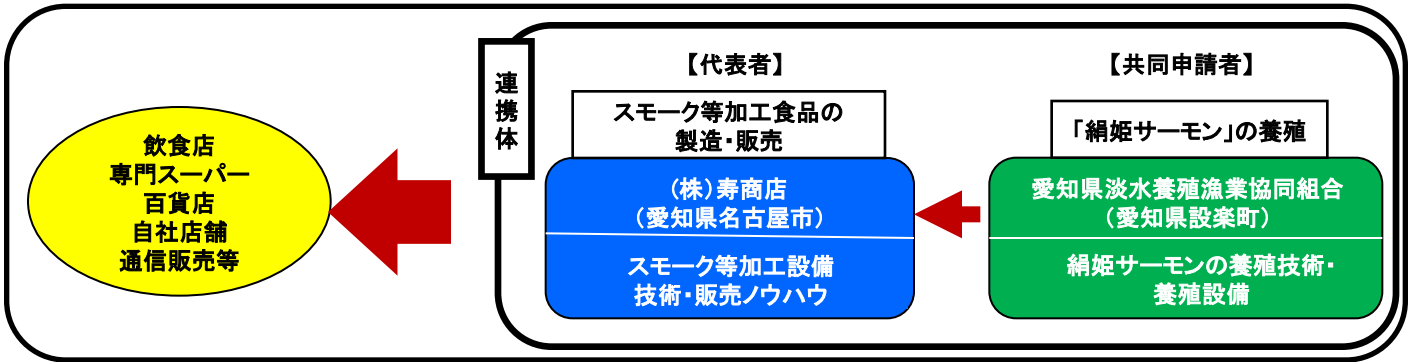 連携体
【代表者】
スモーク等加工食品の
製造・販売
（株）寿商店
（愛知県名古屋市）
スモーク等加工設備
技術・販売ノウハウ
【共同申請者】
「絹姫サーモン」の養殖
愛知県淡水養殖漁業協同組合
（愛知県設楽町）
絹姫サーモンの養殖技術・
養殖設備
飲食店
専門スーパー
百貨店
自社店舗
通信販売等